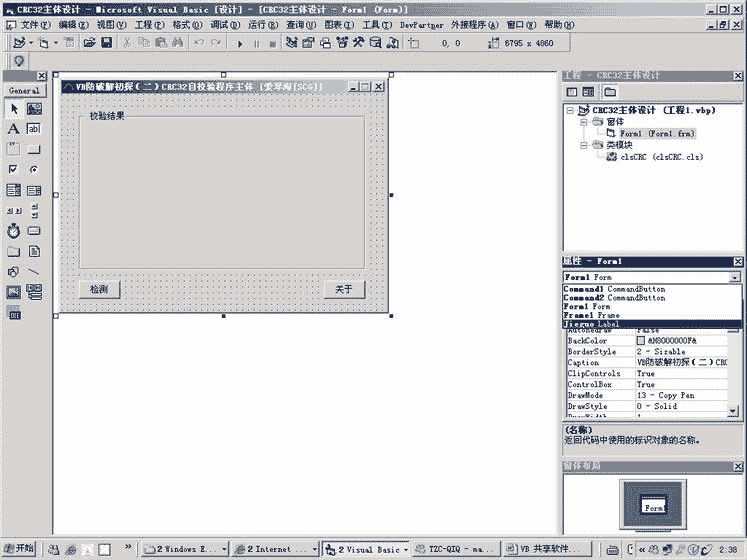 CRC32主体设计 - Microsoft Visual Basic [设计] - [CRC32主体设计 - Form1 (Form)]
文件(F) 编辑(E) 视图(V) 工程(P) 格式(O) 调试(D) 运行(R) 查询(U) 图表(I) 工具(T) DevPartner 外接程序(A) 窗口(W) 帮助(H)
0, 0 6795 x 4860
General
VB防破解初探(二)CRC32自校验程序主体
校验结果
检测 关于
工程 - CRC32主体设计
CRC32主体设计 (工程1.vbp)
窗体
Form1 (Form1.frm)
类模块
clsCRC (clsCRC.cls)
属性 - Form1
Form1 Form
Command1 CommandButton
Command2 CommandButton
Form1 Form
Frame1 Frame
Jieguo Label
AutoRedraw False
BackColor &H8000000F&
BorderStyle 2 - Sizable
Caption VB防破解初探(二)CRC
ClipControls True
ControlBox True
DrawMode 13 - Copy Pen
DrawStyle 0 - Solid
DrawWidth 1
(名称)
返回代码中使用的标识对象的名称。
窗体布局
Form1
开始 2 Windows E... 2 Internet ... 2 Visual Basic TZC-QIQ - ma... VB 共享软件... 2:38